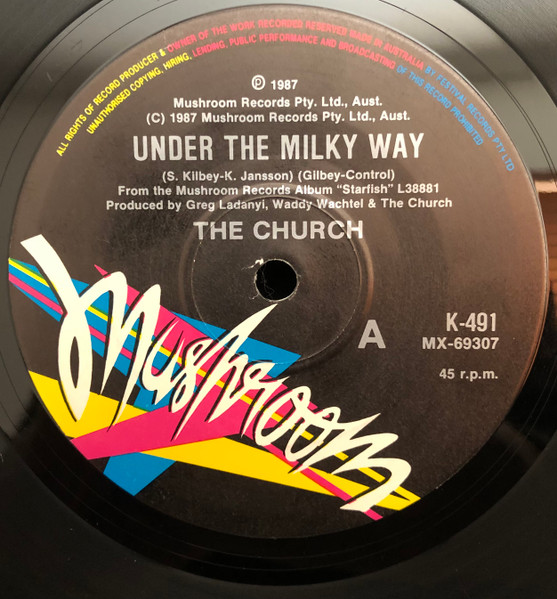 ALL RIGHTS OF RECORD PRODUCER & OWNER OF THE WORK RECORDED RESERVED MADE IN AUSTRALIA BY FESTIVAL RECORDS PTY LTD
UNAUTHORISED COPYING, HIRING, LENDING, PUBLIC PERFORMANCE AND BROADCASTING OF THIS RECORD PROHIBITED
℗ 1987
Mushroom Records Pty. Ltd., Aust.
(C) 1987 Mushroom Records Pty. Ltd., Aust.
UNDER THE MILKY WAY
(S. Kilbey-K. Jansson) (Gilbey-Control)
From the Mushroom Records Album "Starfish" L38881
Produced by Greg Ladanyi, Waddy Wachtel & The Church
THE CHURCH
A
K-491
MX-69307
45 r.p.m.
Mushroom